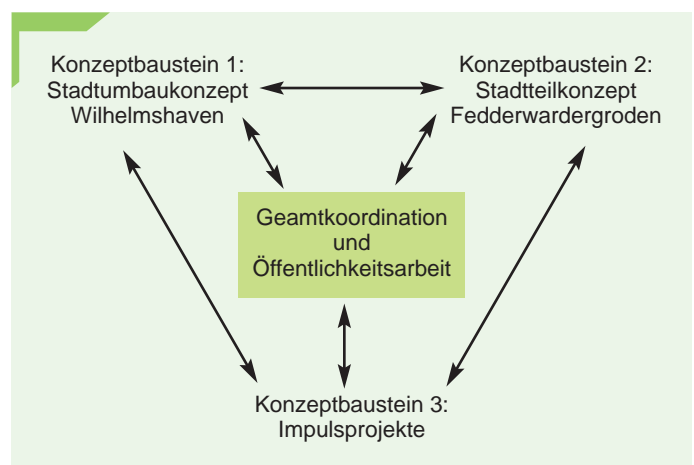 Konzeptbaustein 1:
Stadtumbaukonzept
Wilhelmshaven
Konzeptbaustein 2:
Stadtteilkonzept
Fedderwardergroden
Geamtkoordination
und
Öffentlichkeitsarbeit
Konzeptbaustein 3:
Impulsprojekte